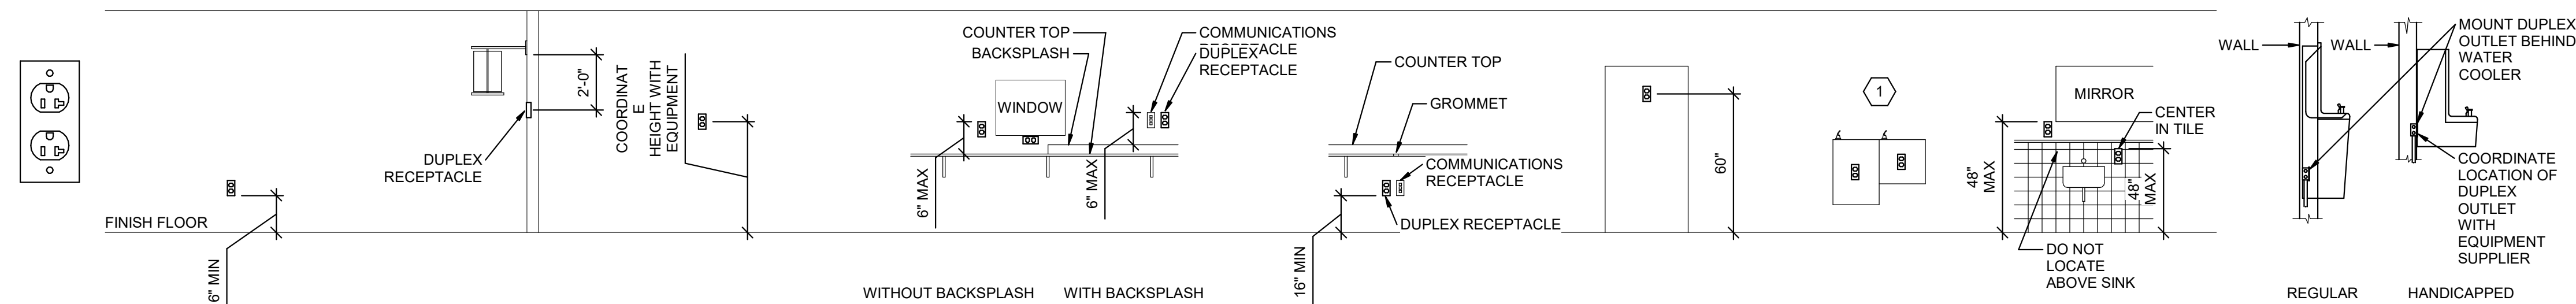 FINISH FLOOR
6" MIN
DUPLEX
RECEPTACLE
2'-0"
COORDINAT
E
HEIGHT WITH
EQUIPMENT
COUNTER TOP
BACKSPLASH
WINDOW
6" MAX
6" MAX
WITHOUT BACKSPLASH
WITH BACKSPLASH
COMMUNICATIONS
DUPLEX
RECEPTACLE
COUNTER TOP
GROMMET
COMMUNICATIONS
RECEPTACLE
DUPLEX RECEPTACLE
16" MIN
60"
1
MIRROR
CENTER
IN TILE
48"
MAX
48"
MAX
DO NOT
LOCATE
ABOVE SINK
WALL
WALL
MOUNT DUPLEX
OUTLET BEHIND
WATER
COOLER
COORDINATE
LOCATION OF
DUPLEX
OUTLET
WITH
EQUIPMENT
SUPPLIER
REGULAR
HANDICAPPED